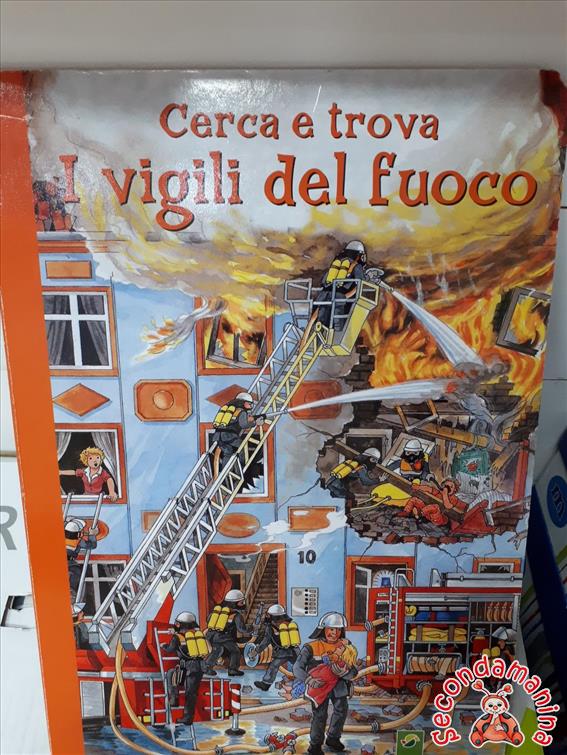 Cerca e trova
I vigili del fuoco
10
R
secondamanina